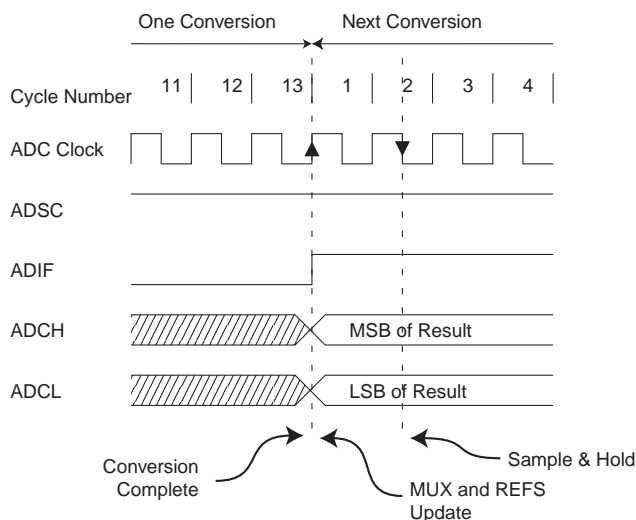 One Conversion Next Conversion
Cycle Number 11 12 13 1 2 3 4
ADC Clock
ADSC
ADIF
ADCH MSB of Result
ADCL LSB of Result
Conversion
Complete
MUX and REFS
Update
Sample & Hold